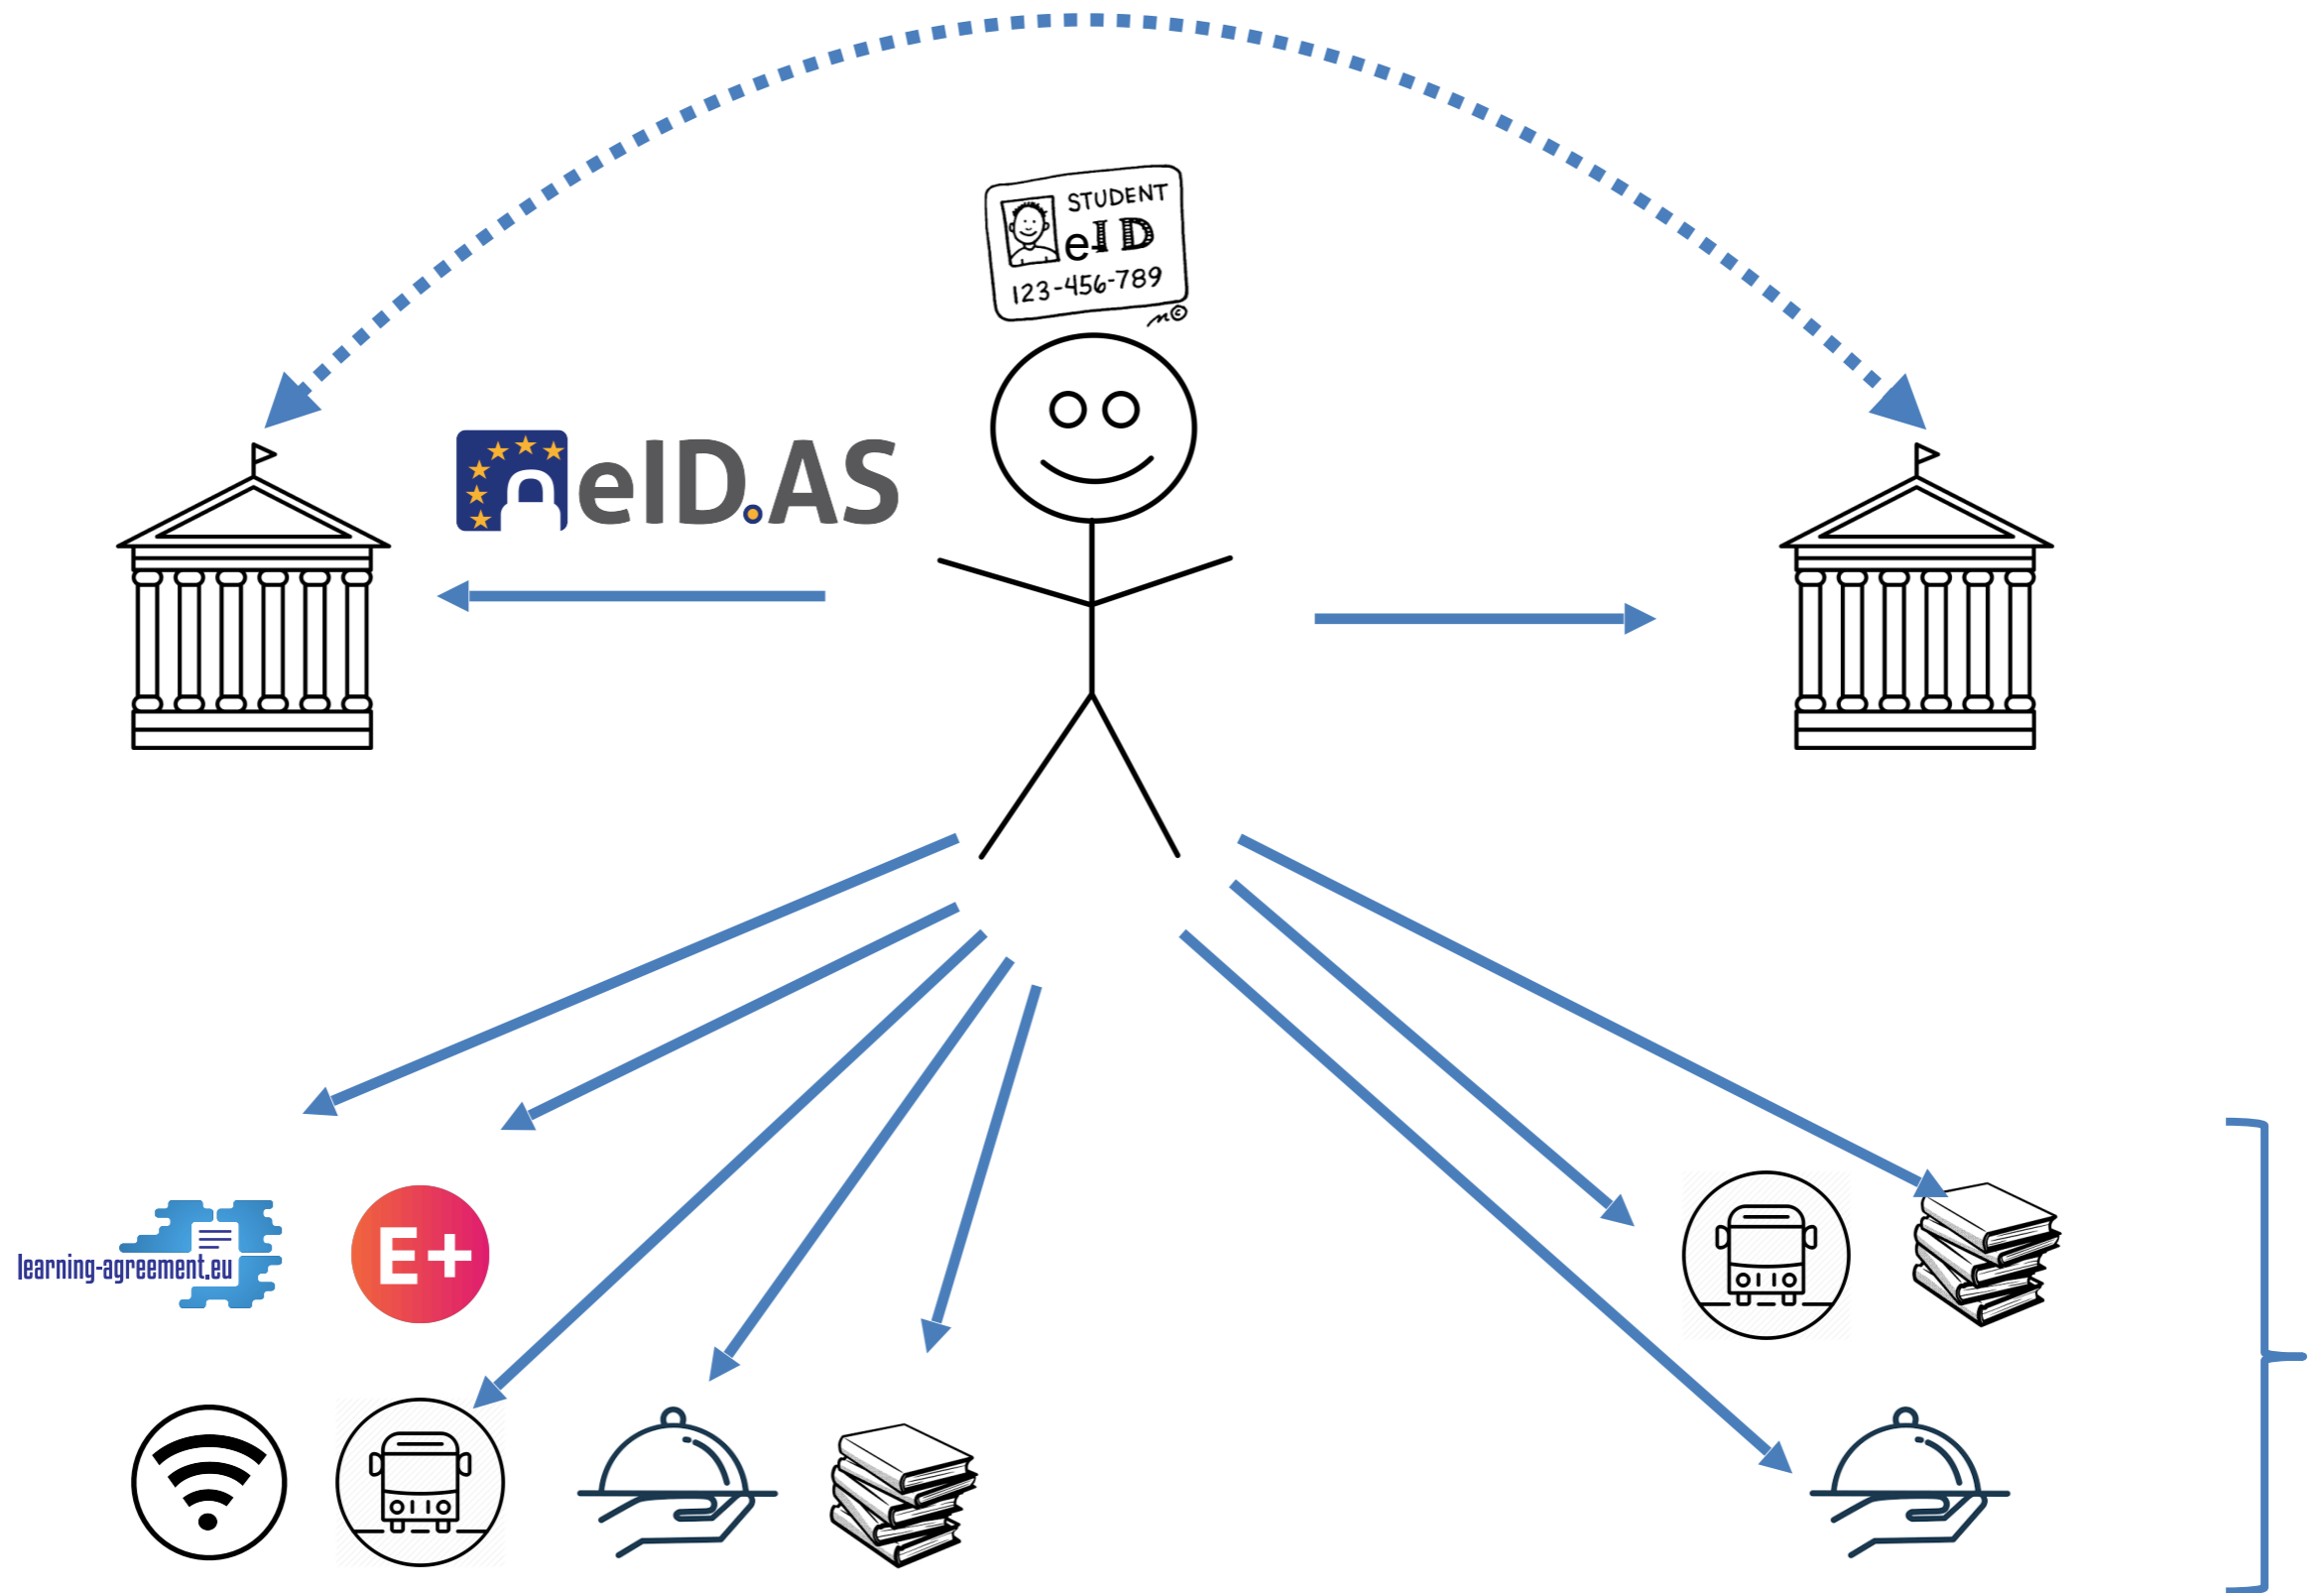 STUDENT
eID
123-456-789
eID.AS
learning-agreement.eu
E+